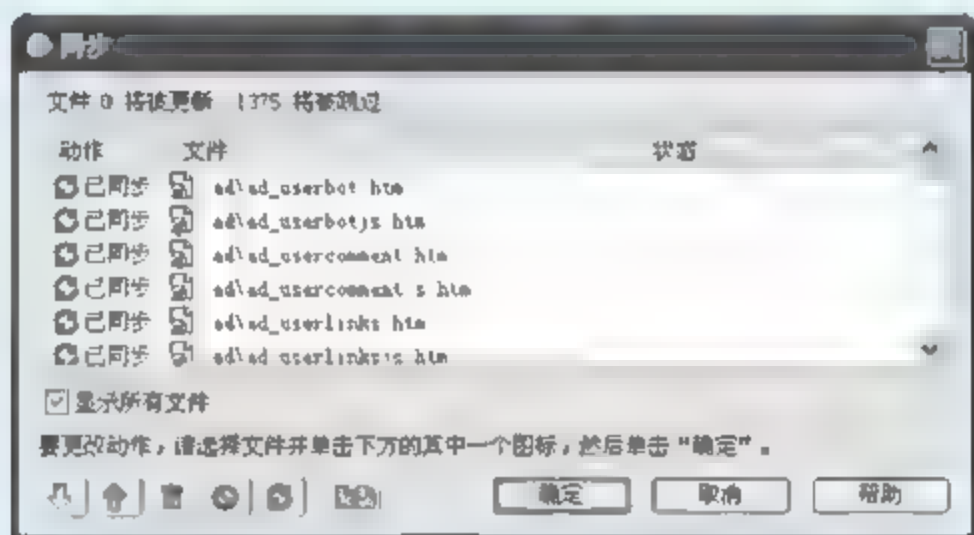 同步
文件:0 将被更新,1375 将被跳过
动作 文件 状态
已同步 ad\ad_userbot.htm
已同步 ad\ad_userbotjs.htm
已同步 ad\ad_usercomment.htm
已同步 ad\ad_usercommentjs.htm
已同步 ad\ad_userlinks.htm
已同步 ad\ad_userlinksjs.htm
显示所有文件
要更改动作,请选择文件并单击下方的其中一个图标,然后单击“确定”。
确定 取消 帮助